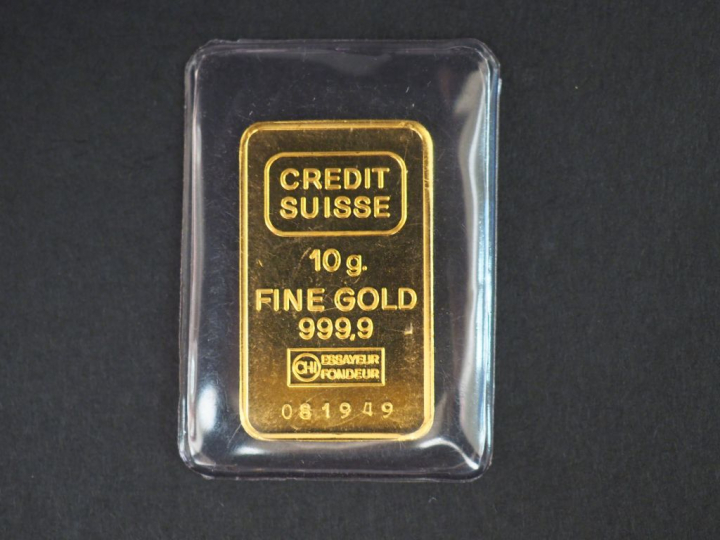 CREDIT
SUISSE
10 g.
FINE GOLD
999,9
CHI ESSAYEUR
FONDEUR
081949